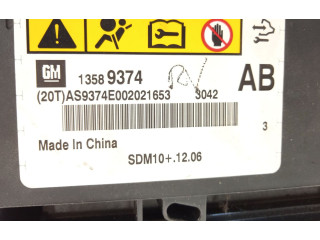 GM 1358 9374 AB
(20T)AS9374E002021653 3042
3
Made In China
SDM10+.12.06